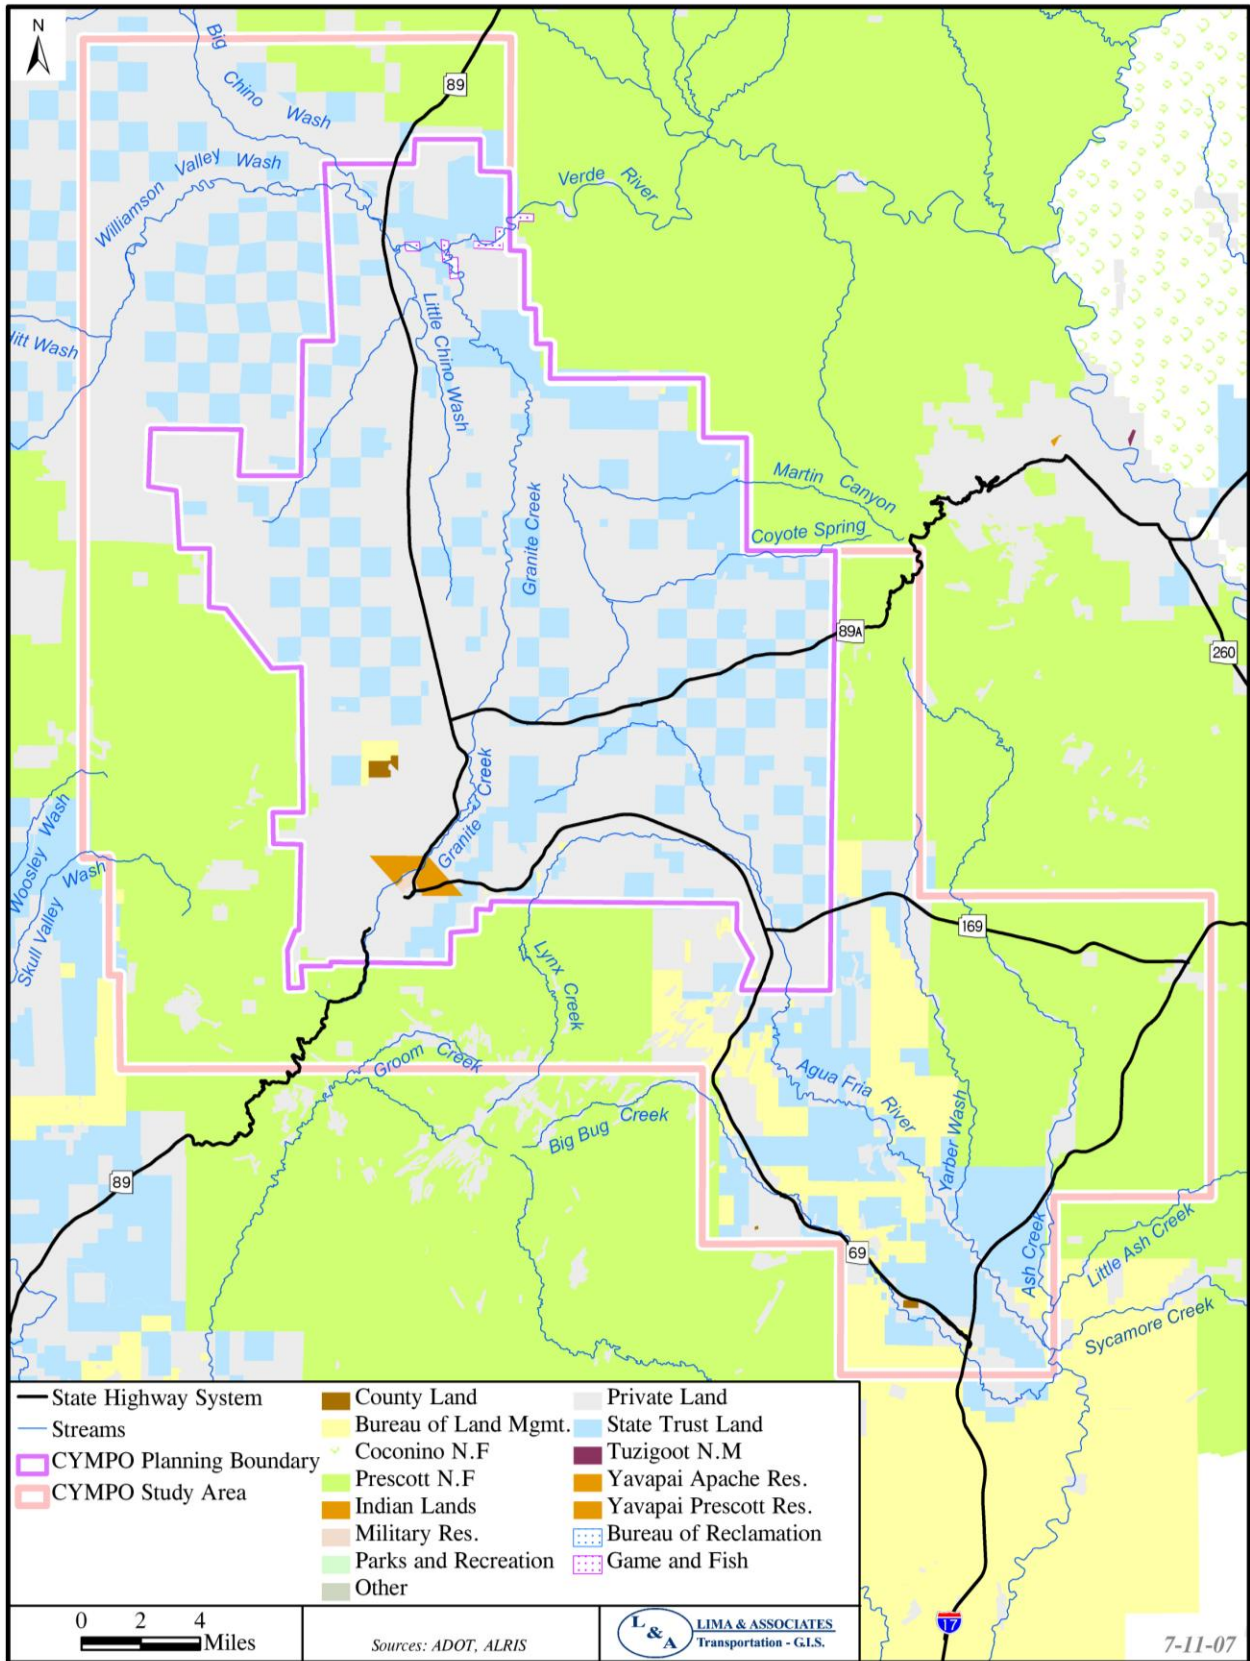 N
Big
Chino
Wash
89
Williamson Valley Wash
Verde River
Little Chino Wash
itt Wash
Granite Creek
Martin Canyon
Coyote Spring
89A
260
Granite Creek
Woosley Wash
Skull Valley Wash
169
Lynx Creek
Groom Creek
Agua Fria River
Big Bug Creek
Yarber Wash
89
69
Ash Creek
Little Ash Creek
Sycamore Creek
State Highway System
Streams
CYMPO Planning Boundary
CYMPO Study Area
County Land
Bureau of Land Mgmt.
Coconino N.F
Prescott N.F
Indian Lands
Military Res.
Parks and Recreation
Other
Private Land
State Trust Land
Tuzigoot N.M
Yavapai Apache Res.
Yavapai Prescott Res.
Bureau of Reclamation
Game and Fish
0 2 4
Miles
Sources: ADOT, ALRIS
L & A
LIMA & ASSOCIATES
Transportation - G.I.S.
17
7-11-07